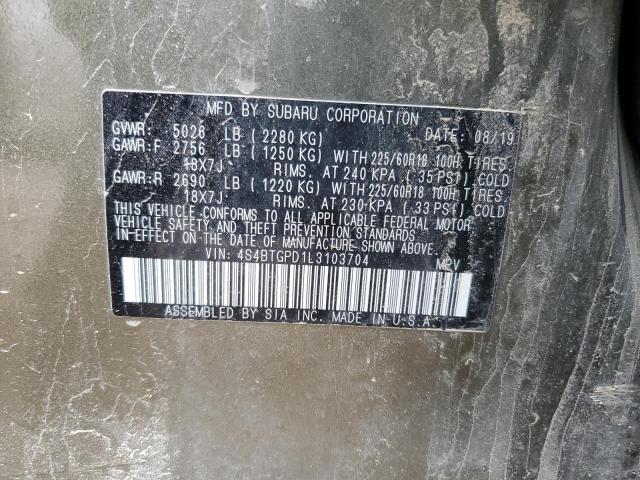 MFD BY SUBARU CORPORATION
GVWR: 5026 LB ( 2280 KG) DATE: 08/19
GAWR:F 2756 LB ( 1250 KG) WITH 225/60R18 100H TIRES,
18X7J RIMS, AT 240 KPA ( 35 PSI) COLD
GAWR:R 2690 LB ( 1220 KG) WITH 225/60R18 100H TIRES,
18X7J RIMS, AT 230 KPA ( 33 PSI) COLD
THIS VEHICLE CONFORMS TO ALL APPLICABLE FEDERAL MOTOR
VEHICLE SAFETY AND THEFT PREVENTION STANDARDS
IN-EFFECT ON THE DATE OF MANUFACTURE SHOWN ABOVE.
VIN: 4S4BTGPD1L3103704 MPV
ASSEMBLED BY SIA INC. MADE IN U.S.A.